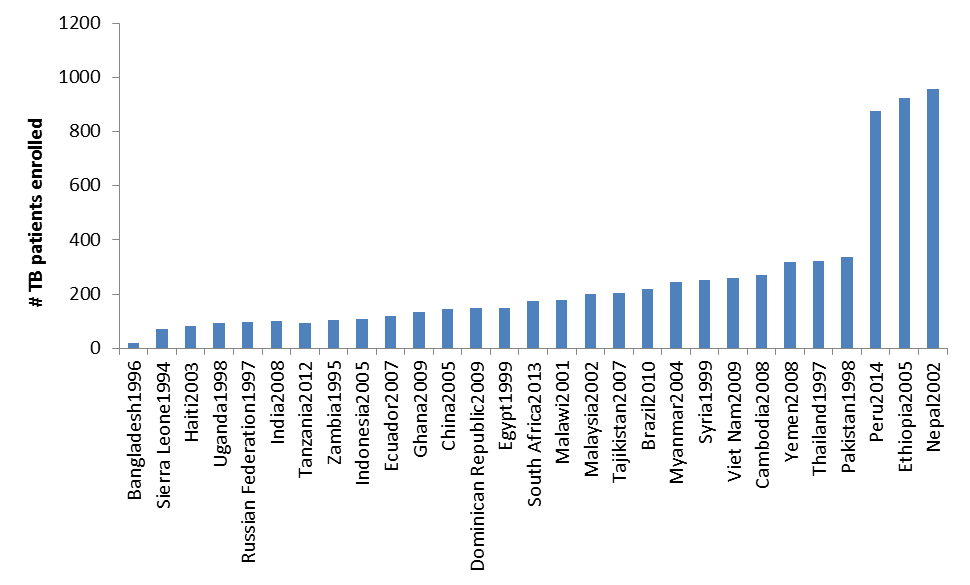 # TB patients enrolled
1200
1000
800
600
400
200
0
Bangladesh1996
Sierra Leone1994
Haiti2003
Uganda1998
Russian Federation1997
India2008
Tanzania2012
Zambia1995
Indonesia2005
Ecuador2007
Ghana2009
China2005
Dominican Republic2009
Egypt1999
South Africa2013
Malawi2001
Malaysia2002
Tajikistan2007
Brazil2010
Myanmar2004
Syria1999
Viet Nam2009
Cambodia2008
Yemen2008
Thailand1997
Pakistan1998
Peru2014
Ethiopia2005
Nepal2002